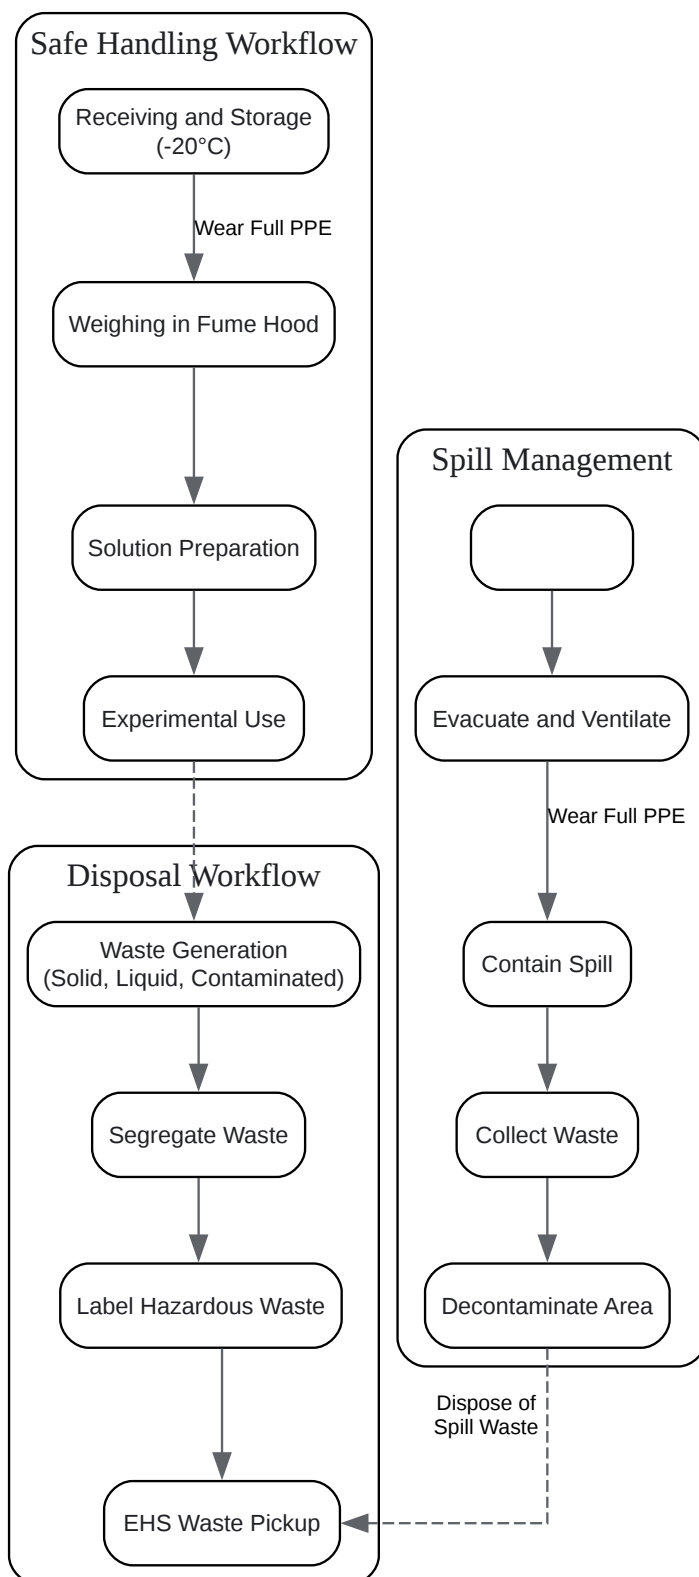 Safe Handling Workflow
Receiving and Storage
(-20°C)
Wear Full PPE
Weighing in Fume Hood
Solution Preparation
Experimental Use
Disposal Workflow
Waste Generation
(Solid, Liquid, Contaminated)
Segregate Waste
Label Hazardous Waste
EHS Waste Pickup
Spill Management
Evacuate and Ventilate
Wear Full PPE
Contain Spill
Collect Waste
Decontaminate Area
Dispose of
Spill Waste